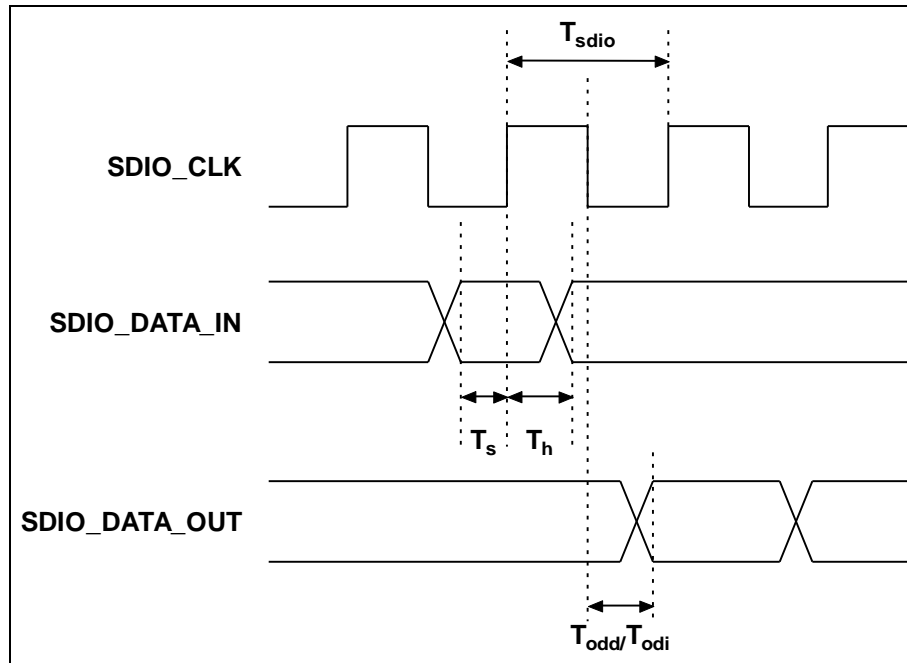 Tsdio
SDIO_CLK
SDIO_DATA_IN
Ts
Th
SDIO_DATA_OUT
Todd/Todi